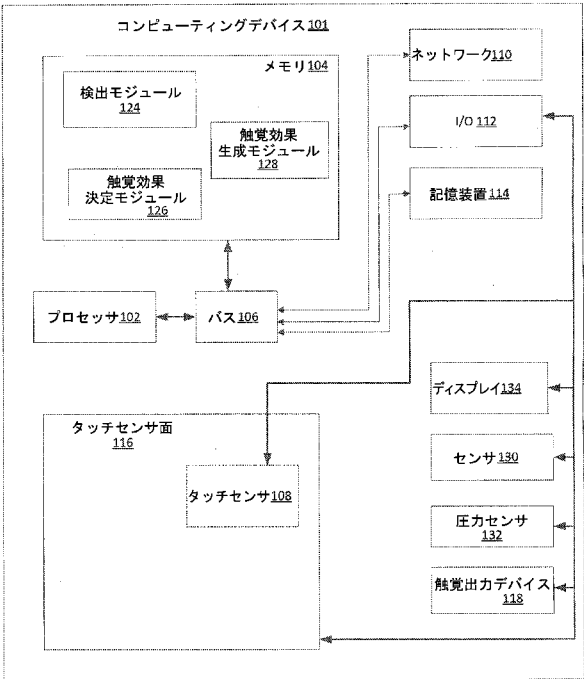 コンピューティングデバイス101
メモリ104
検出モジュール
124
触覚効果
生成モジュール
128
触覚効果
決定モジュール
126
ネットワーク110
I/O 112
記憶装置114
プロセッサ102
バス 106
タッチセンサ面
116
タッチセンサ108
ディスプレイ134
センサ130
圧力センサ
132
触覚出力デバイス
118